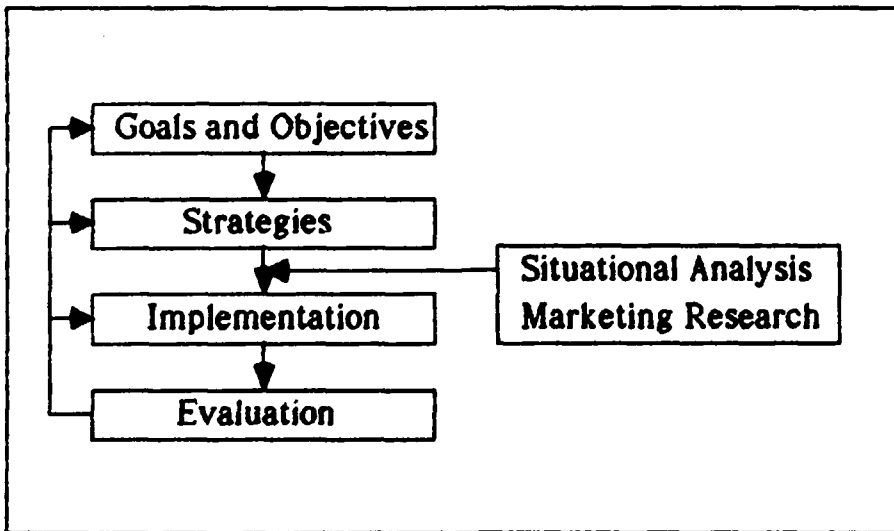 Goals and Objectives
Strategies
Situational Analysis
Marketing Research
Implementation
Evaluation